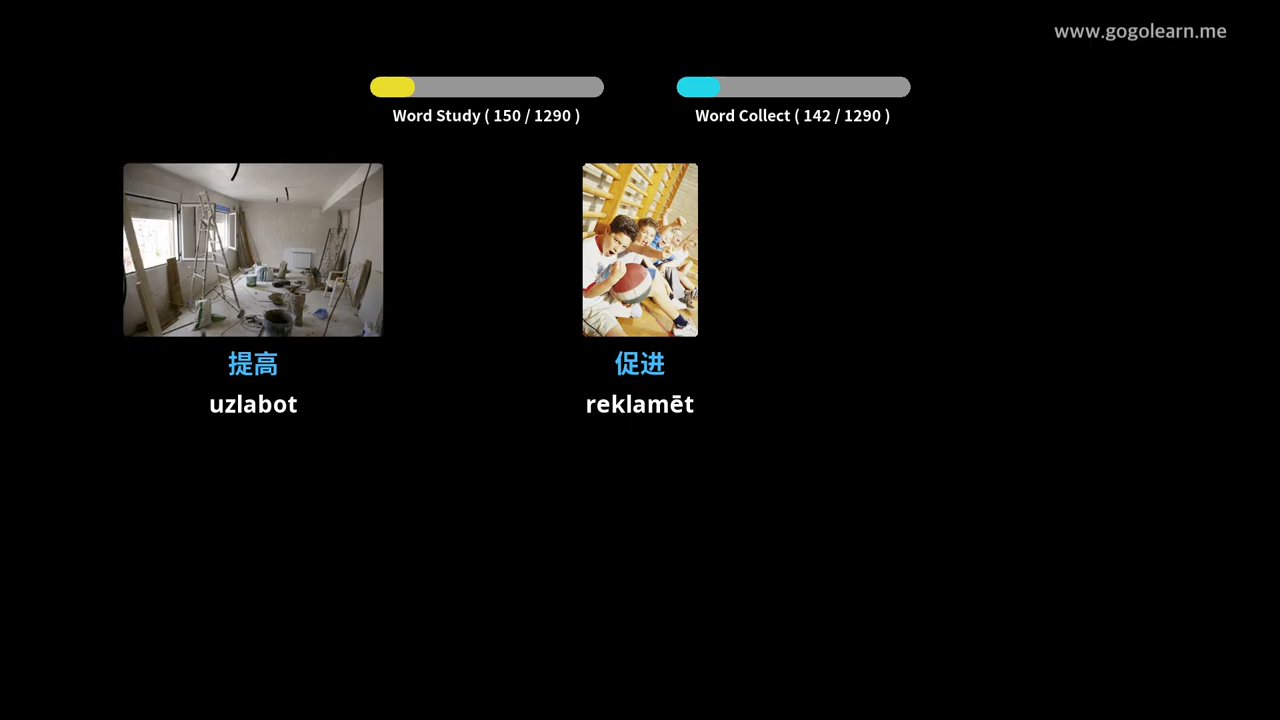 www.gogolearn.me
Word Study ( 150 / 1290 )
Word Collect ( 142 / 1290 )
提高
uzlabot
促进
reklamēt